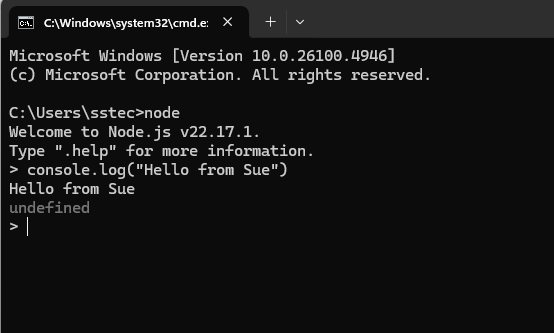 C:\Windows\system32\cmd.e
Microsoft Windows [Version 10.0.26100.4946]
(c) Microsoft Corporation. All rights reserved.
C:\Users\sstec>node
Welcome to Node.js v22.17.1.
Type ".help" for more information.
> console.log("Hello from Sue")
Hello from Sue
undefined
>